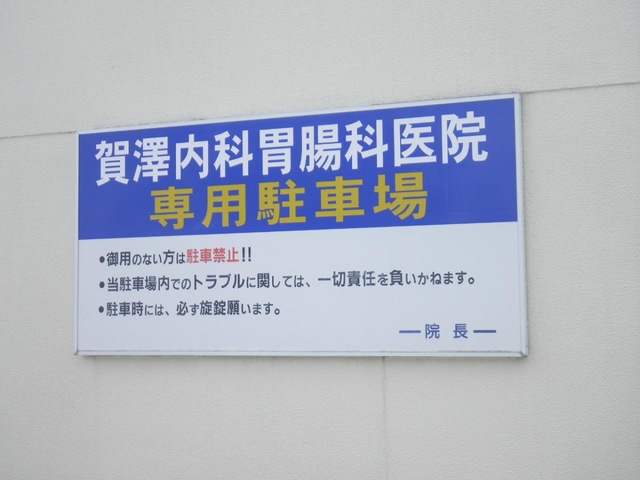 賀澤内科胃腸科医院
専用駐車場
•御用のない方は駐車禁止!!
•当駐車場内でのトラブルに関しては、一切責任を負いかねます。
•駐車時には、必ず旋錠願います。
―院 長―